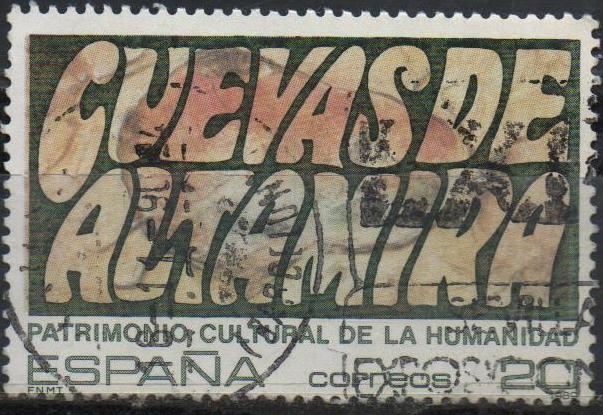 CUEVAS DE
ALTAMIRA
PATRIMONIO CULTURAL DE LA HUMANIDAD
ESPAÑA correos 20
FNMT